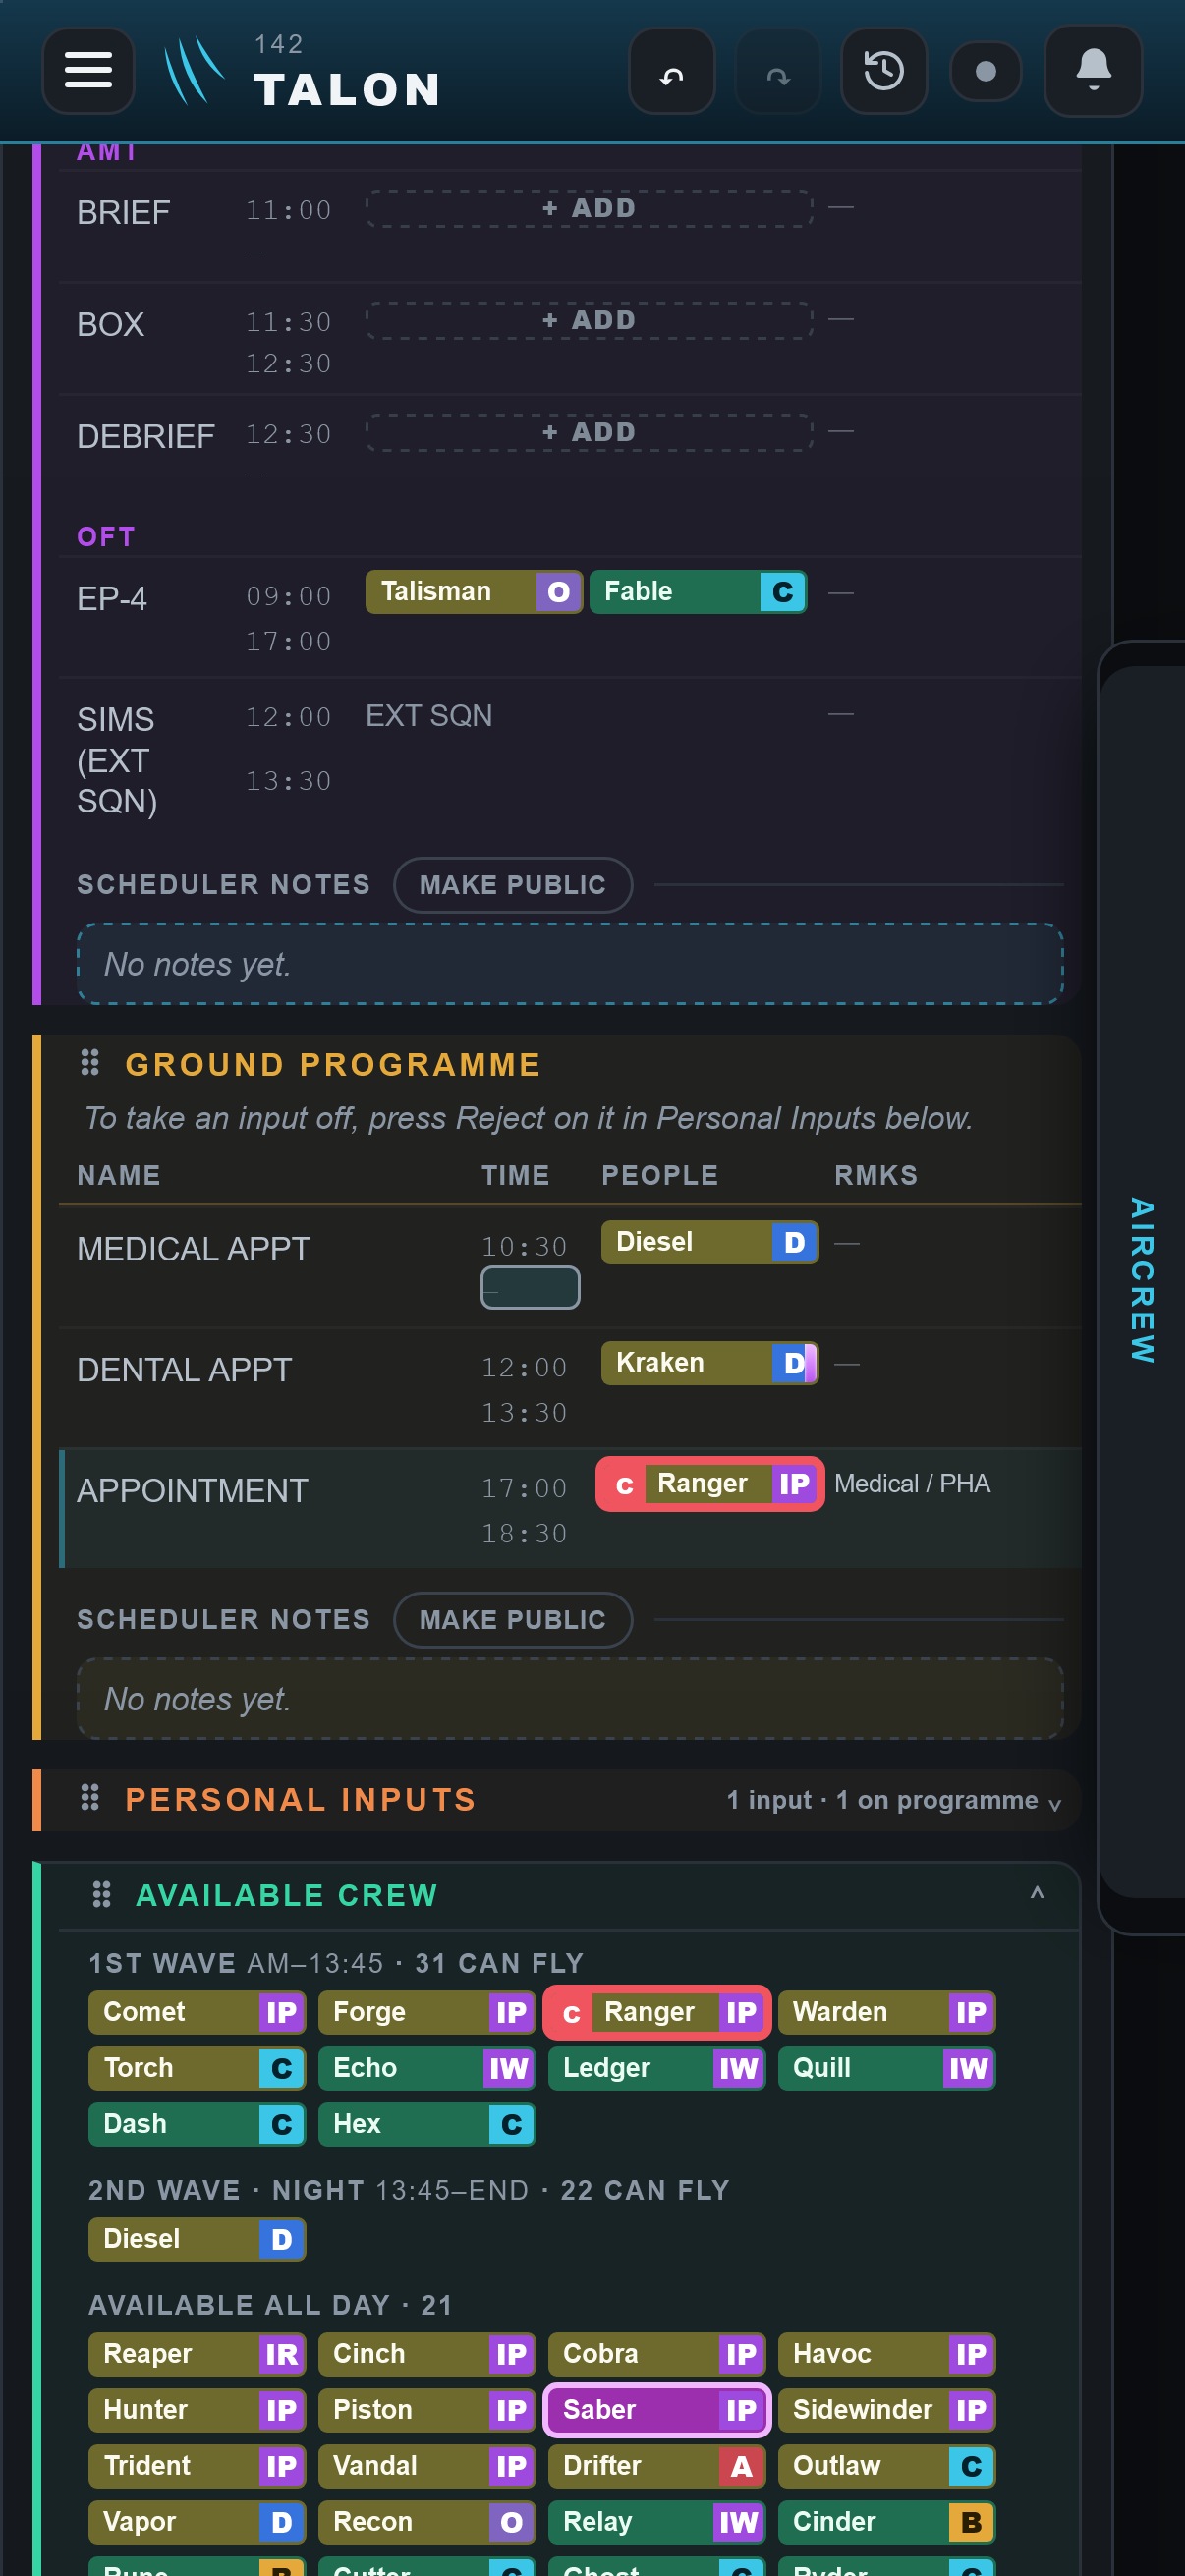 142
TALON
AMT
BRIEF 11:00 + ADD —
—
BOX 11:30 + ADD —
12:30
DEBRIEF 12:30 + ADD —
—
OFT
EP-4 09:00 Talisman O Fable C —
17:00
SIMS (EXT SQN) 12:00 EXT SQN —
13:30
SCHEDULER NOTES MAKE PUBLIC
No notes yet.
GROUND PROGRAMME
To take an input off, press Reject on it in Personal Inputs below.
NAME TIME PEOPLE RMKS
MEDICAL APPT 10:30 Diesel D —
—
DENTAL APPT 12:00 Kraken D —
13:30
APPOINTMENT 17:00 c Ranger IP Medical / PHA
18:30
SCHEDULER NOTES MAKE PUBLIC
No notes yet.
AIRCREW
PERSONAL INPUTS 1 input · 1 on programme
AVAILABLE CREW
1ST WAVE AM–13:45 · 31 CAN FLY
Comet IP Forge IP c Ranger IP Warden IP
Torch C Echo IW Ledger IW Quill IW
Dash C Hex C
2ND WAVE · NIGHT 13:45–END · 22 CAN FLY
Diesel D
AVAILABLE ALL DAY · 21
Reaper IR Cinch IP Cobra IP Havoc IP
Hunter IP Piston IP Saber IP Sidewinder IP
Trident IP Vandal IP Drifter A Outlaw C
Vapor D Recon O Relay IW Cinder B